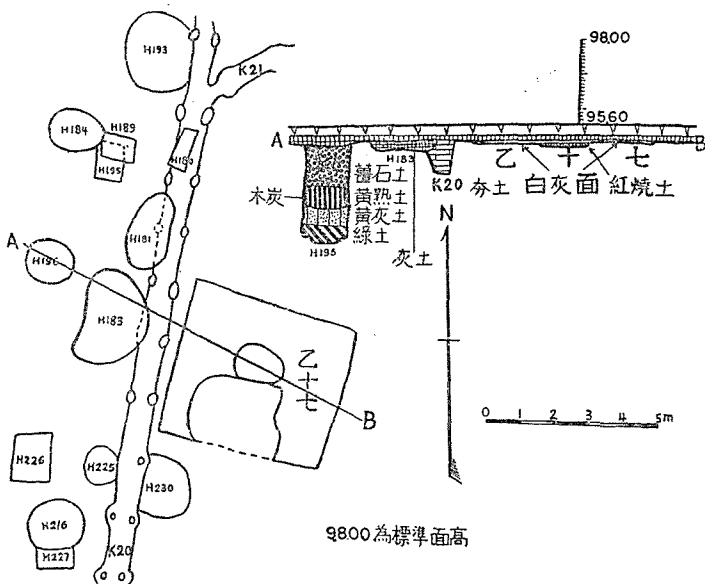 H193
K21
H184
H189
H195
H180
H181
A
H196
H183
乙十七
B
H226
H225
H230
H216
H227
K20
98.00
95.60
A
B
H183
K20
乙
十
七
夯土
白灰面
紅燒土
木炭
石土
黃熟土
黃灰土
綠土
H196
灰土
N
0 1 2 3 4 5m
98.00為標準面高